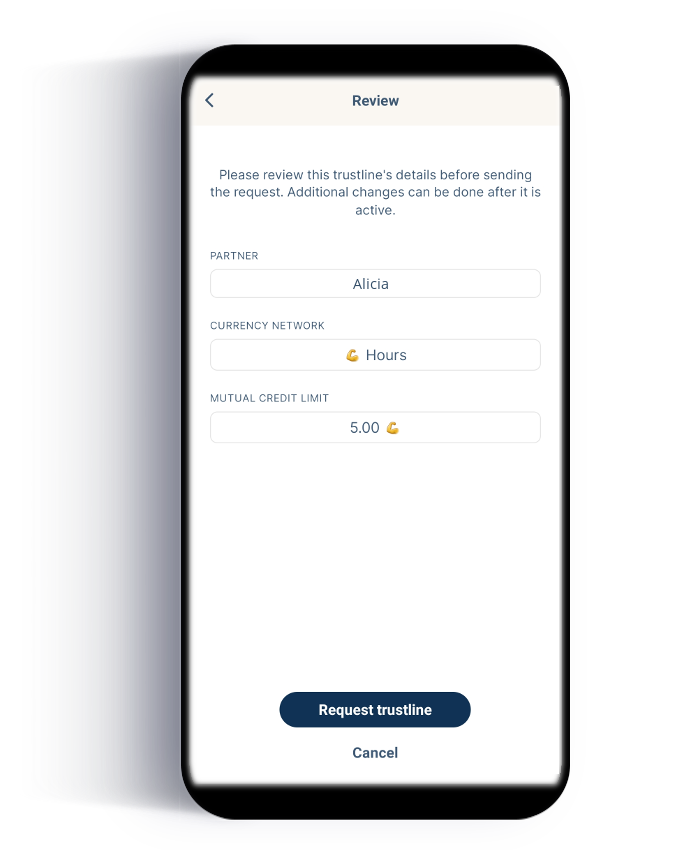 Review
Please review this trustline's details before sending
the request. Additional changes can be done after it is
active.
PARTNER
Alicia
CURRENCY NETWORK
💪 Hours
MUTUAL CREDIT LIMIT
5.00 💪
Request trustline
Cancel